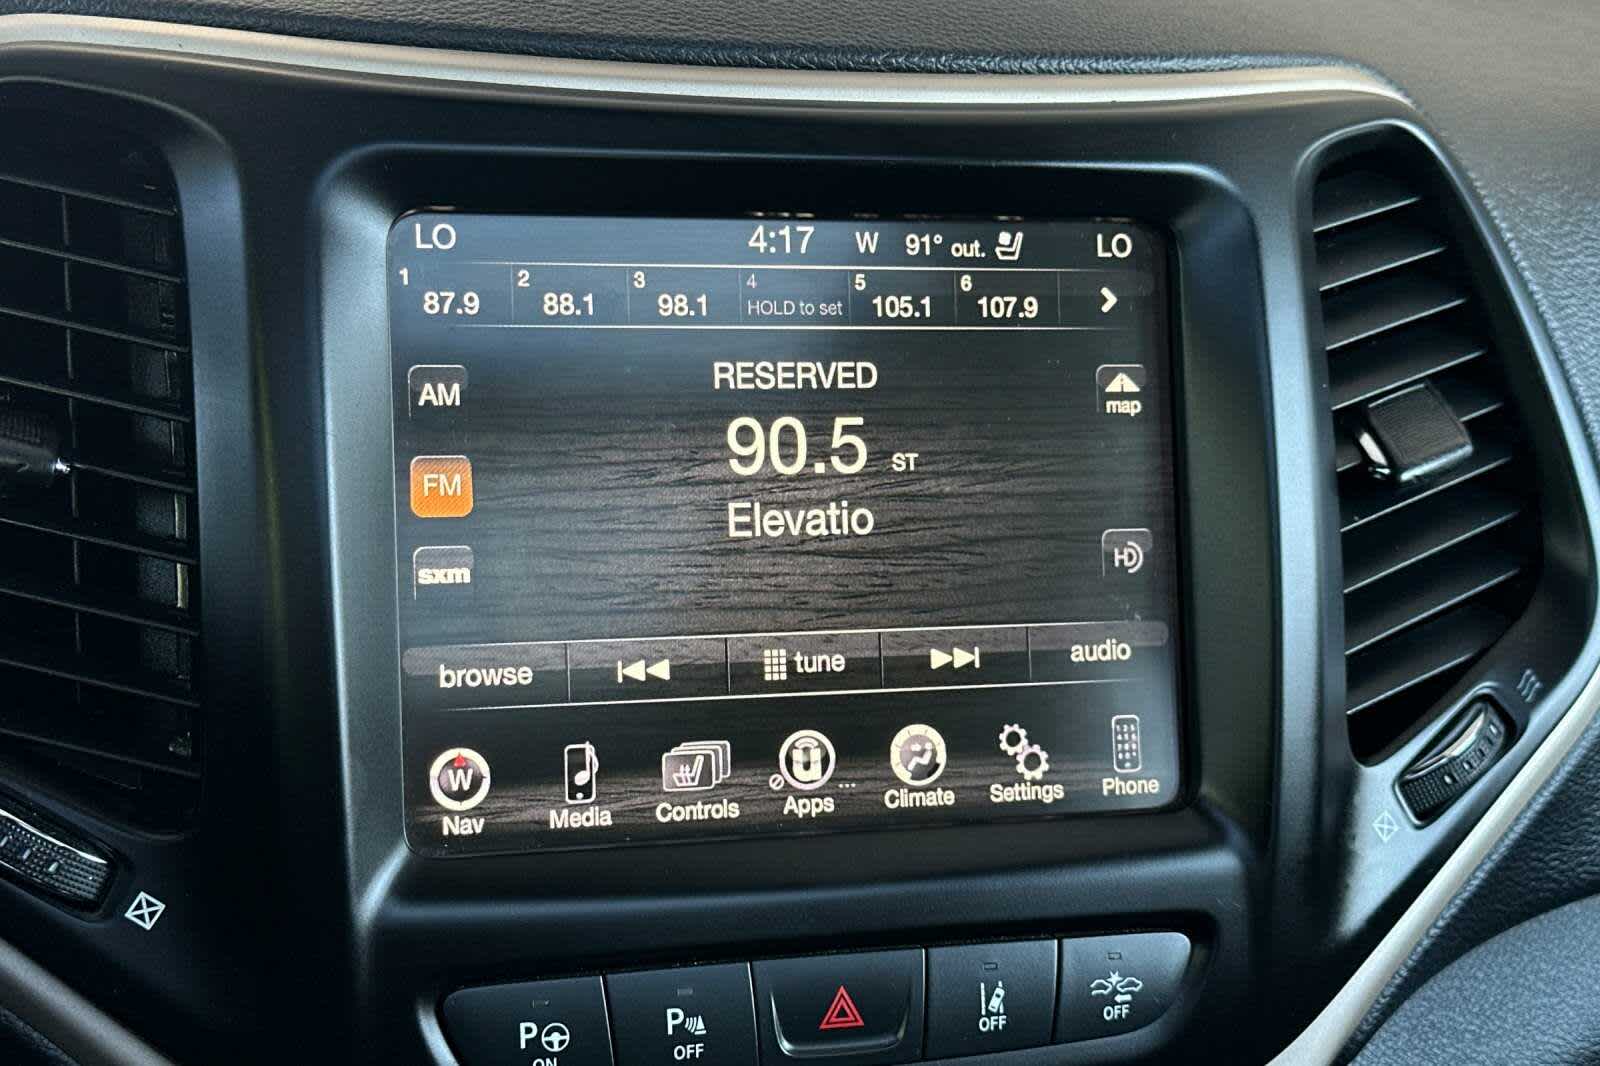 LO 4:17 W 91° out. LO
1 87.9 2 88.1 3 98.1 4 HOLD to set 5 105.1 6 107.9
RESERVED
AM
map
90.5 ST
FM
Elevatio
HD
sxm
browse tune audio
W
Nav Media Controls Apps ... Climate Settings Phone
P ON
P OFF
OFF
OFF